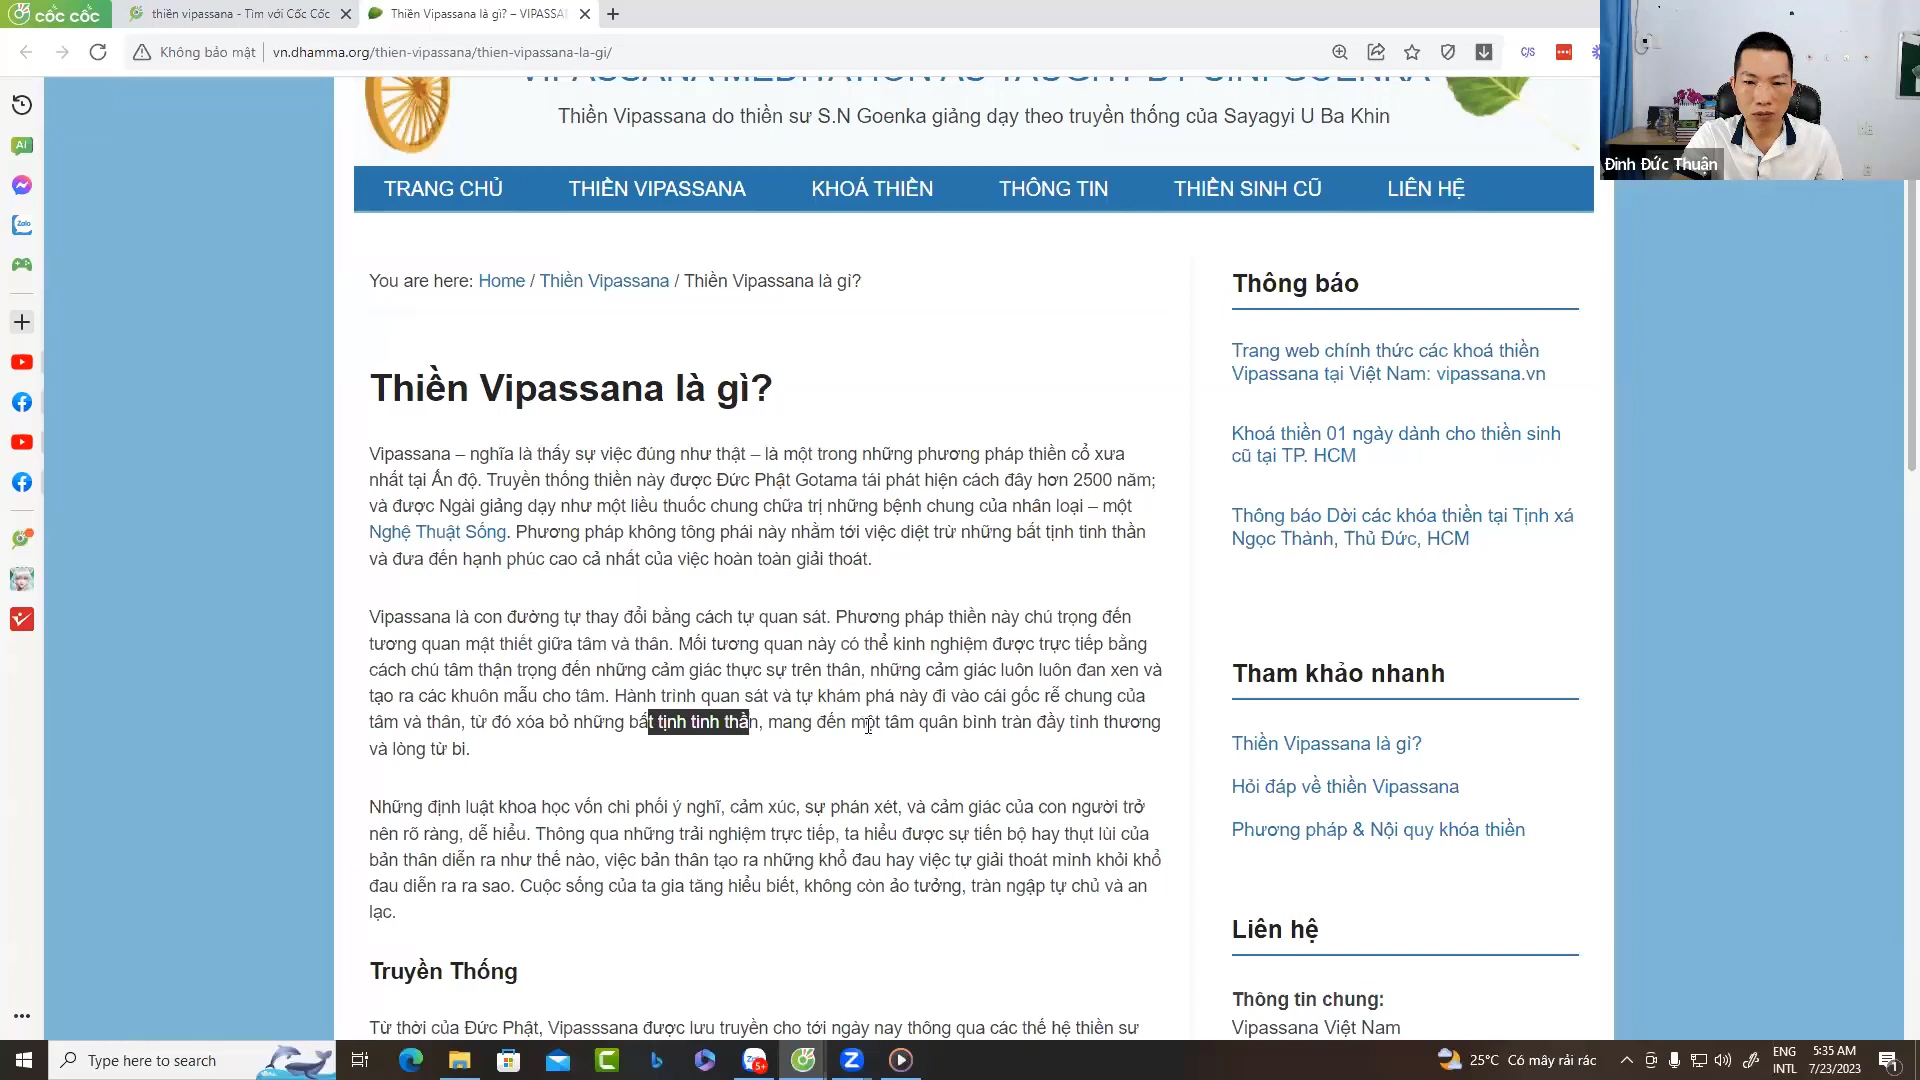 cốc cốc
thiền vipassana - Tìm với Cốc Cốc
Thiền Vipassana là gì? – VIPASSA
Không bảo mật
vn.dhamma.org/thien-vipassana/thien-vipassana-la-gi/
Đinh Đức Thuận
VIPASSANA MEDITATION AS TAUGHT BY S.N. GOENKA
Thiền Vipassana do thiền sư S.N Goenka giảng dạy theo truyền thống của Sayagyi U Ba Khin
TRANG CHỦ
THIỀN VIPASSANA
KHOÁ THIỀN
THÔNG TIN
THIỀN SINH CŨ
LIÊN HỆ
You are here: Home / Thiền Vipassana / Thiền Vipassana là gì?
Thiền Vipassana là gì?
Vipassana – nghĩa là thấy sự việc đúng như thật – là một trong những phương pháp thiền cổ xưa
nhất tại Ấn độ. Truyền thống thiền này được Đức Phật Gotama tái phát hiện cách đây hơn 2500 năm;
và được Ngài giảng dạy như một liều thuốc chung chữa trị những bệnh chung của nhân loại – một
Nghệ Thuật Sống. Phương pháp không tông phái này nhằm tới việc diệt trừ những bất tịnh tinh thần
và đưa đến hạnh phúc cao cả nhất của việc hoàn toàn giải thoát.
Vipassana là con đường tự thay đổi bằng cách tự quan sát. Phương pháp thiền này chú trọng đến
tương quan mật thiết giữa tâm và thân. Mối tương quan này có thể kinh nghiệm được trực tiếp bằng
cách chú tâm thận trọng đến những cảm giác thực sự trên thân, những cảm giác luôn luôn đan xen và
tạo ra các khuôn mẫu cho tâm. Hành trình quan sát và tự khám phá này đi vào cái gốc rễ chung của
tâm và thân, từ đó xóa bỏ những bất tịnh tinh thần, mang đến một tâm quân bình tràn đầy tình thương
và lòng từ bi.
Những định luật khoa học vốn chi phối ý nghĩ, cảm xúc, sự phán xét, và cảm giác của con người trở
nên rõ ràng, dễ hiểu. Thông qua những trải nghiệm trực tiếp, ta hiểu được sự tiến bộ hay thụt lùi của
bản thân diễn ra như thế nào, việc bản thân tạo ra những khổ đau hay việc tự giải thoát mình khỏi khổ
đau diễn ra ra sao. Cuộc sống của ta gia tăng hiểu biết, không còn ảo tưởng, tràn ngập tự chủ và an
lạc.
Truyền Thống
Từ thời của Đức Phật, Vipasssana được lưu truyền cho tới ngày nay thông qua các thế hệ thiền sư
Thông báo
Trang web chính thức các khoá thiền
Vipassana tại Việt Nam: vipassana.vn
Khoá thiền 01 ngày dành cho thiền sinh
cũ tại TP. HCM
Thông báo Dời các khóa thiền tại Tịnh xá
Ngọc Thành, Thủ Đức, HCM
Tham khảo nhanh
Thiền Vipassana là gì?
Hỏi đáp về thiền Vipassana
Phương pháp & Nội quy khóa thiền
Liên hệ
Thông tin chung:
Vipassana Việt Nam
Type here to search
25°C Có mây rải rác
ENG
INTL
5:35 AM
7/23/2023